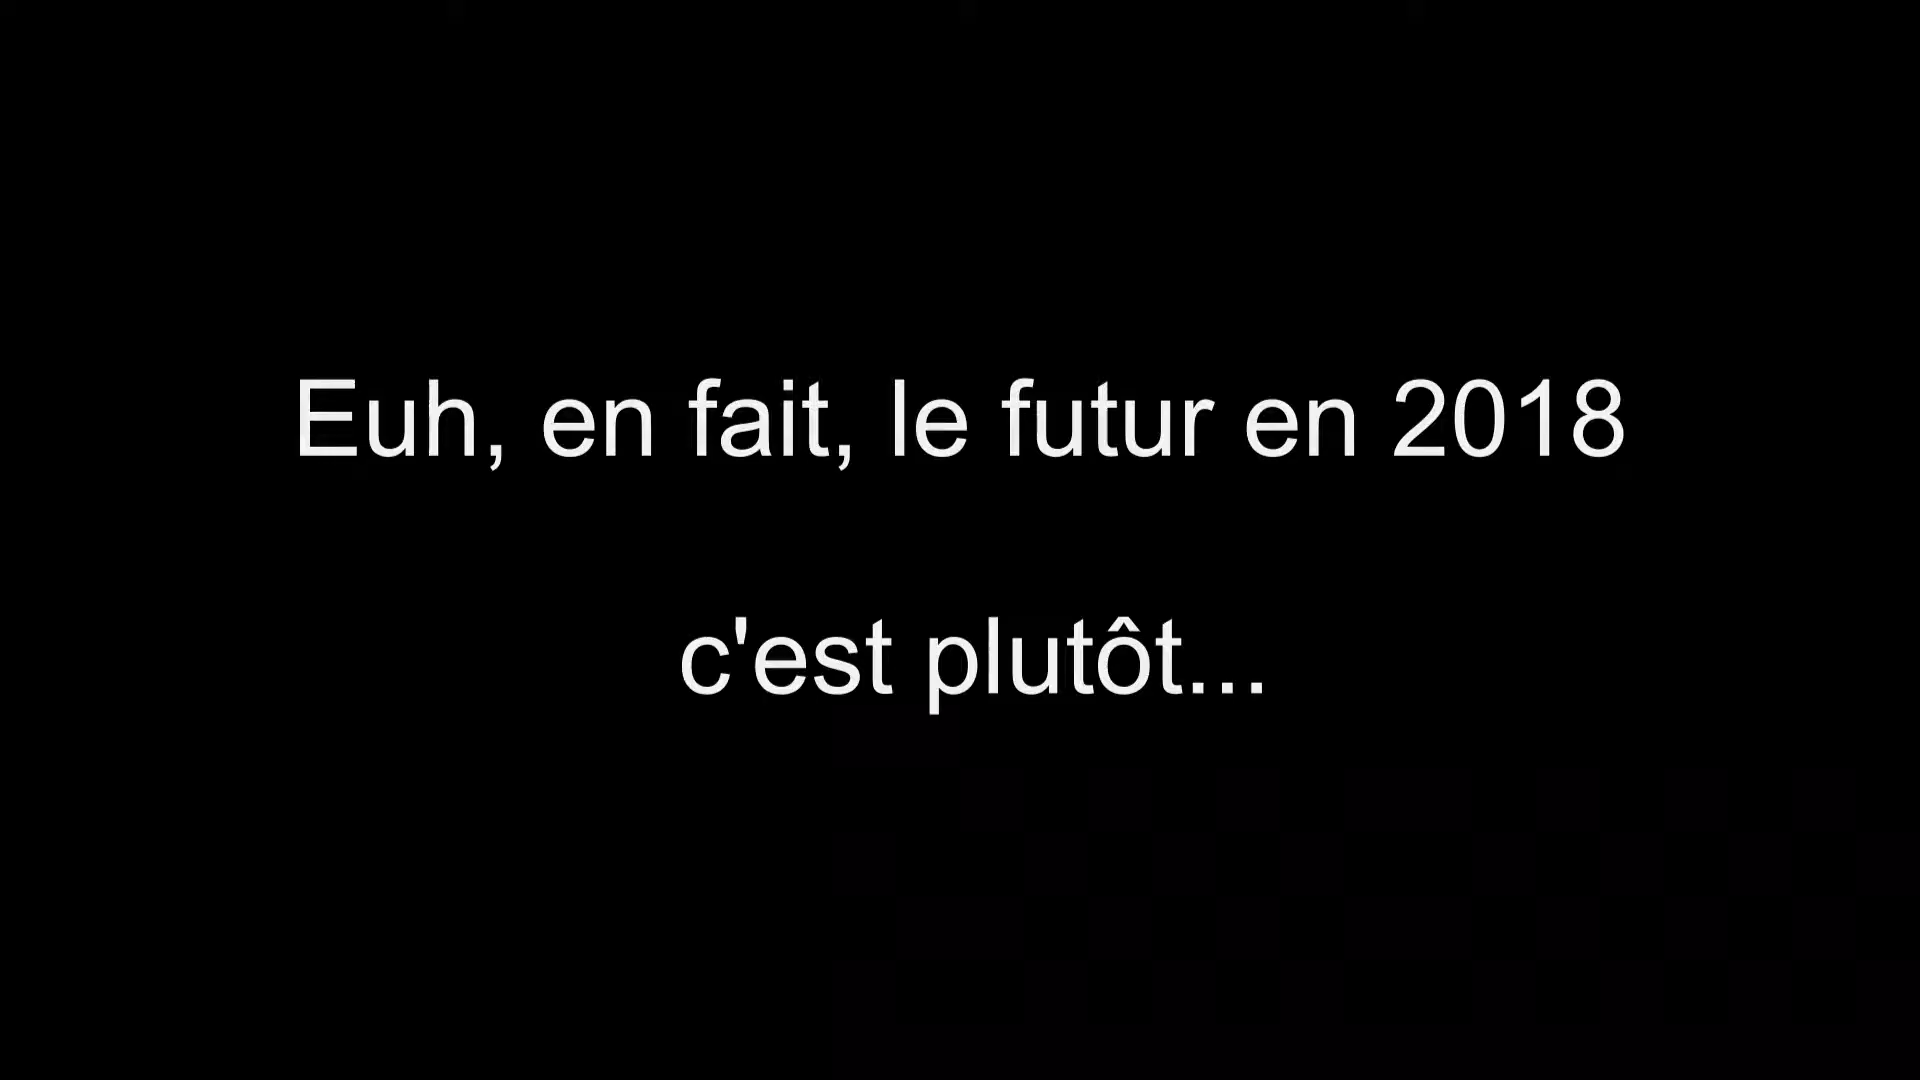 Euh, en fait, le futur en 2018
c'est plutôt...